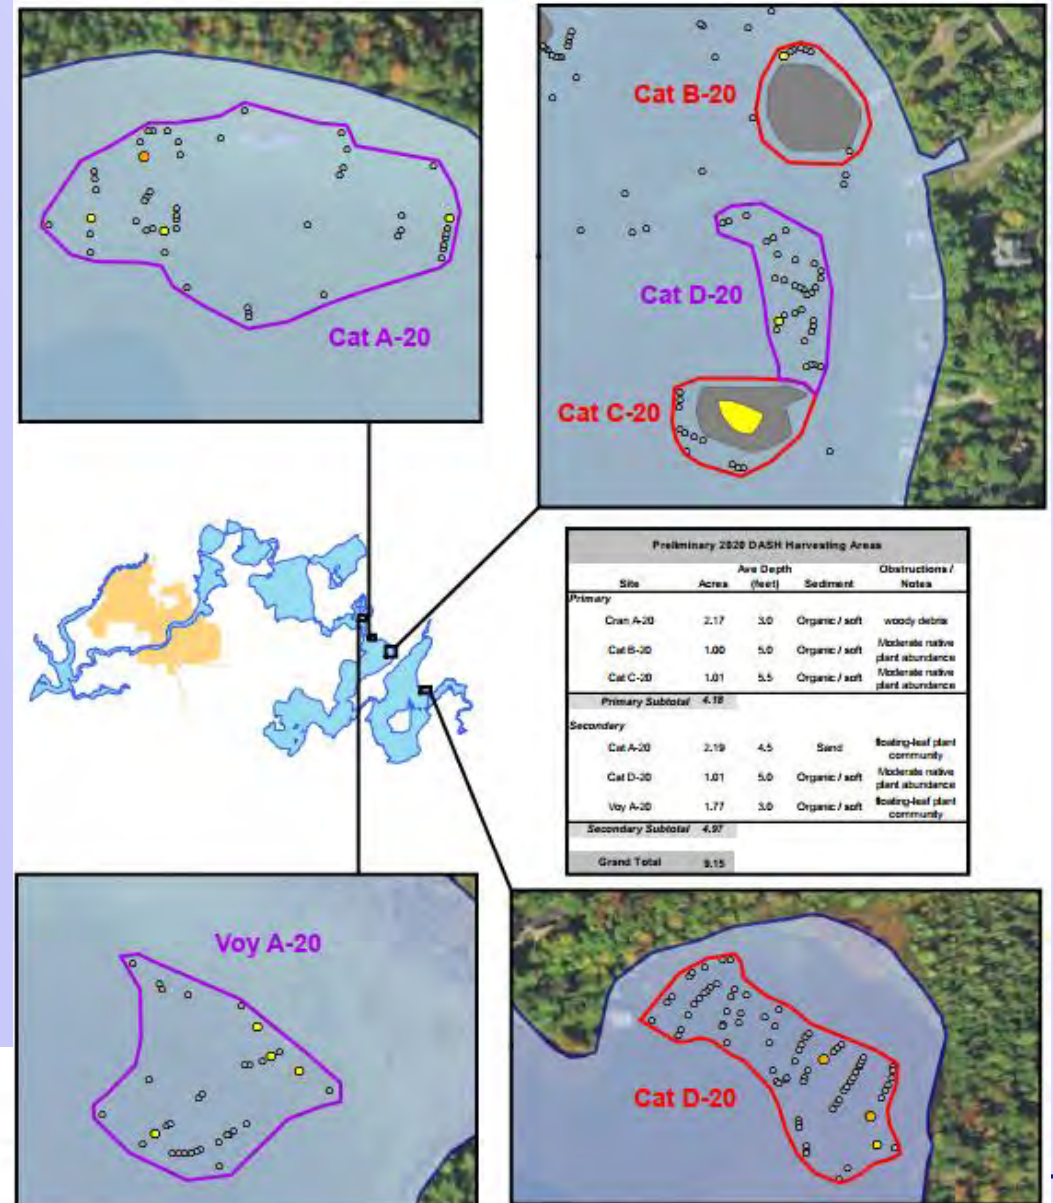 Cat A-20
Cat B-20
Cat D-20
Cat C-20
Preliminary 2020 DASH Harvesting Areas
Site Acres Ave Depth (feet) Sediment Obstructions / Notes
Primary
Cran A-20 2.17 3.0 Organic / soft woody debris
Cat B-20 1.00 5.0 Organic / soft Moderate native plant abundance
Cat C-20 1.01 5.5 Organic / soft Moderate native plant abundance
Primary Subtotal 4.18
Secondary
Cat A-20 2.19 4.5 Sand floating-leaf plant community
Cat D-20 1.01 5.0 Organic / soft Moderate native plant abundance
Voy A-20 1.77 3.0 Organic / soft floating-leaf plant community
Secondary Subtotal 4.97
Grand Total 9.15
Voy A-20
Cat D-20